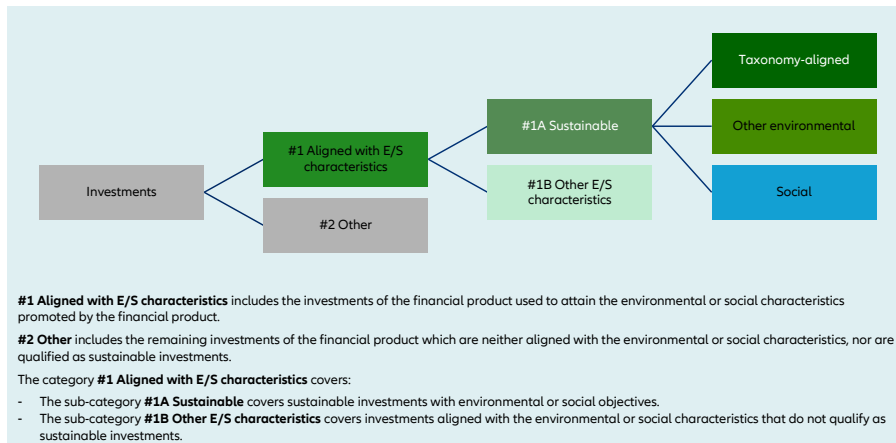 Taxonomy-aligned
#1A Sustainable
Other environmental
#1 Aligned with E/S
characteristics
Investments
#1B Other E/S
characteristics
Social
#2 Other
#1 Aligned with E/S characteristics includes the investments of the financial product used to attain the environmental or social characteristics
promoted by the financial product.
#2 Other includes the remaining investments of the financial product which are neither aligned with the environmental or social characteristics, nor are
qualified as sustainable investments.
The category #1 Aligned with E/S characteristics covers:
- The sub-category #1A Sustainable covers sustainable investments with environmental or social objectives.
- The sub-category #1B Other E/S characteristics covers investments aligned with the environmental or social characteristics that do not qualify as
sustainable investments.